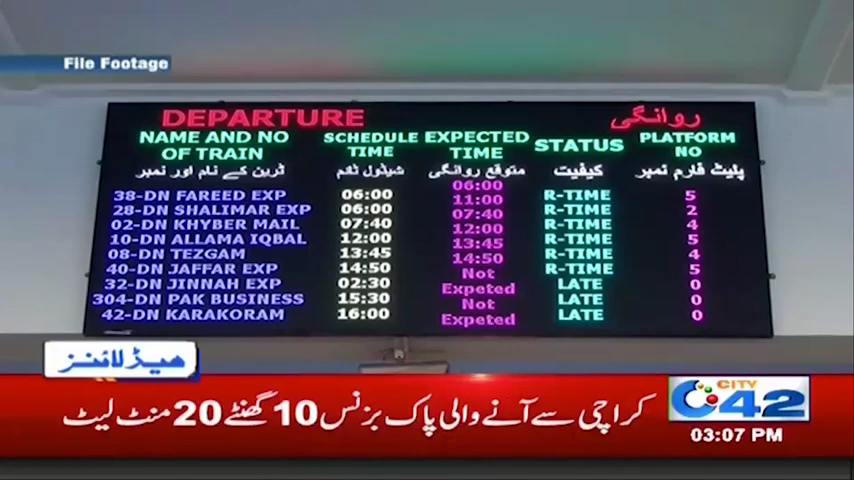 File Footage
DEPARTURE روانگی
NAME AND NO OF TRAIN SCHEDULE TIME EXPECTED TIME STATUS PLATFORM NO
ٹرین کے نام اور نمبر شیڈول ٹائم متوقع روانگی کیفیت پلیٹ فارم نمبر
38-DN FAREED EXP 06:00 06:00 R-TIME 5
28-DN SHALIMAR EXP 06:00 11:00 R-TIME 2
02-DN KHYBER MAIL 07:40 07:40 R-TIME 4
10-DN ALLAMA IQBAL 12:00 12:00 R-TIME 5
08-DN TEZGAM 13:45 13:45 R-TIME 4
40-DN JAFFAR EXP 14:50 14:50 R-TIME 5
32-DN JINNAH EXP 02:30 Not Expeted LATE 0
304-DN PAK BUSINESS 15:30 Not LATE 0
42-DN KARAKORAM 16:00 Expeted LATE 0
ہیڈلائنز
کراچی سے آنے والی پاک بزنس 10 گھنٹے 20 منٹ لیٹ
CITY 42
03:07 PM